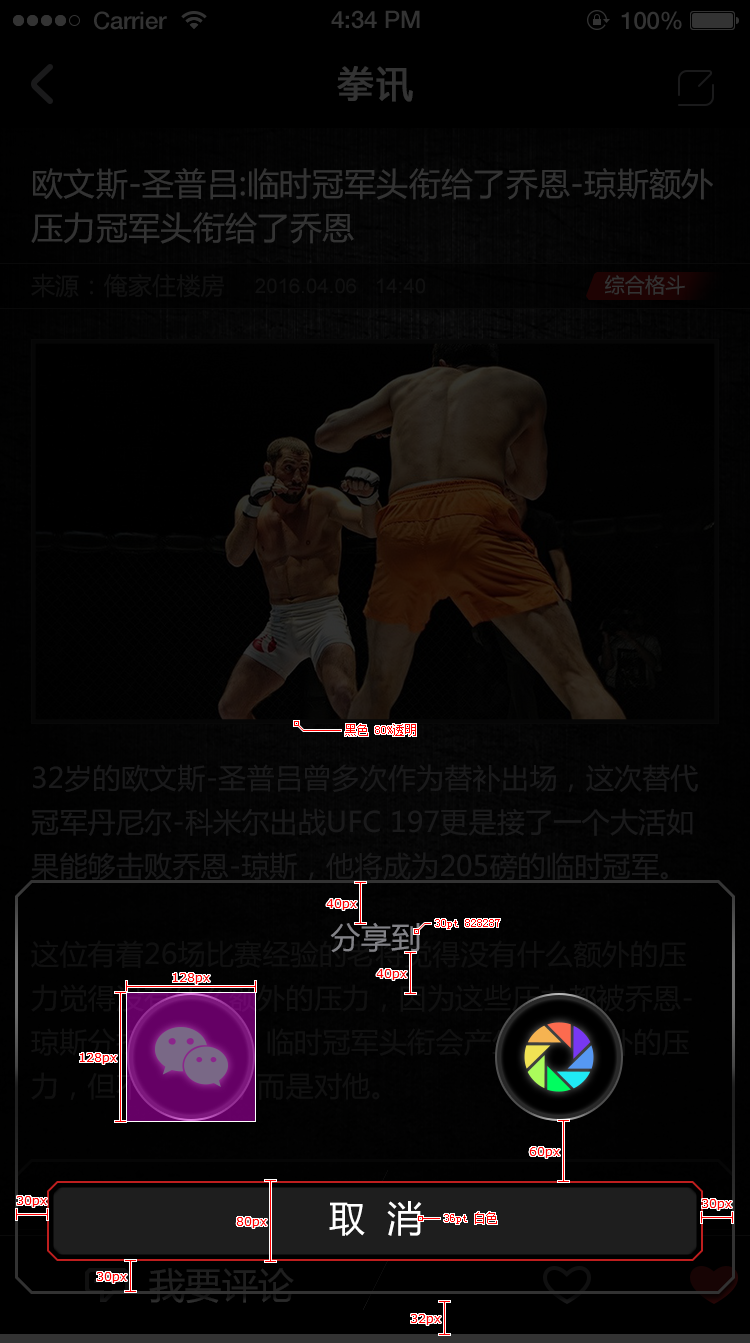 Carrier 4:34 PM 100%
拳讯
欧文斯-圣普吕:临时冠军头衔给了乔恩-琼斯额外
压力冠军头衔给了乔恩
来源：俺家住楼房 2016.04.06 14:40 综合格斗
黑色 80%透明
32岁的欧文斯-圣普吕曾多次作为替补出场，这次替代
冠军丹尼尔-科米尔出战UFC 197更是接了一个大活如
果能够击败乔恩-琼斯，他将成为205磅的临时冠军。
40px
分享到 30pt 828287
这位有着26场比赛经验的 得没有什么额外的压
40px
128px
力觉得 外的压力，因为这些压力都被乔恩-
128px
琼斯分 临时冠军头衔会产 外的压
力，但 而是对他。
60px
30px 30px
80px 取 消 36pt 白色
30px 我要评论
32px